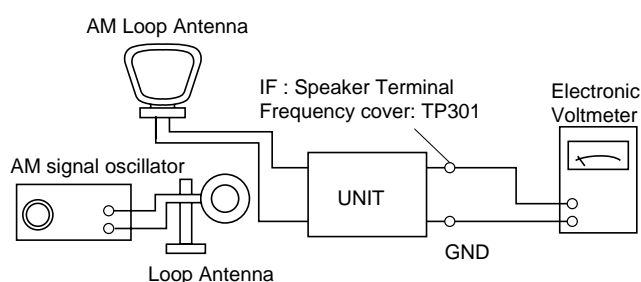 AM Loop Antenna
IF : Speaker Terminal
Frequency cover: TP301
Electronic
Voltmeter
AM signal oscillator
UNIT
GND
Loop Antenna